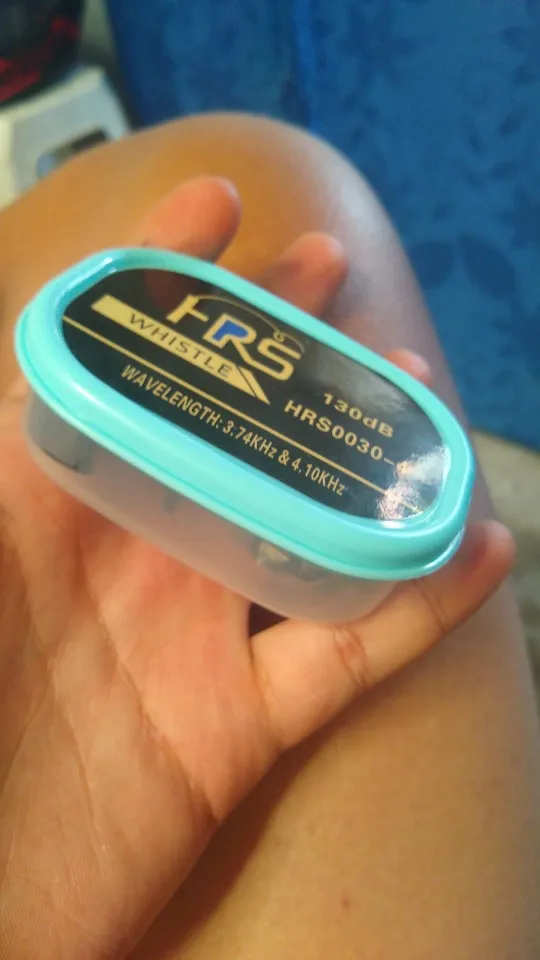 HRS
WHISTLE
130dB
HRS0030-
WAVELENGTH: 3.74KHz & 4.10KHz